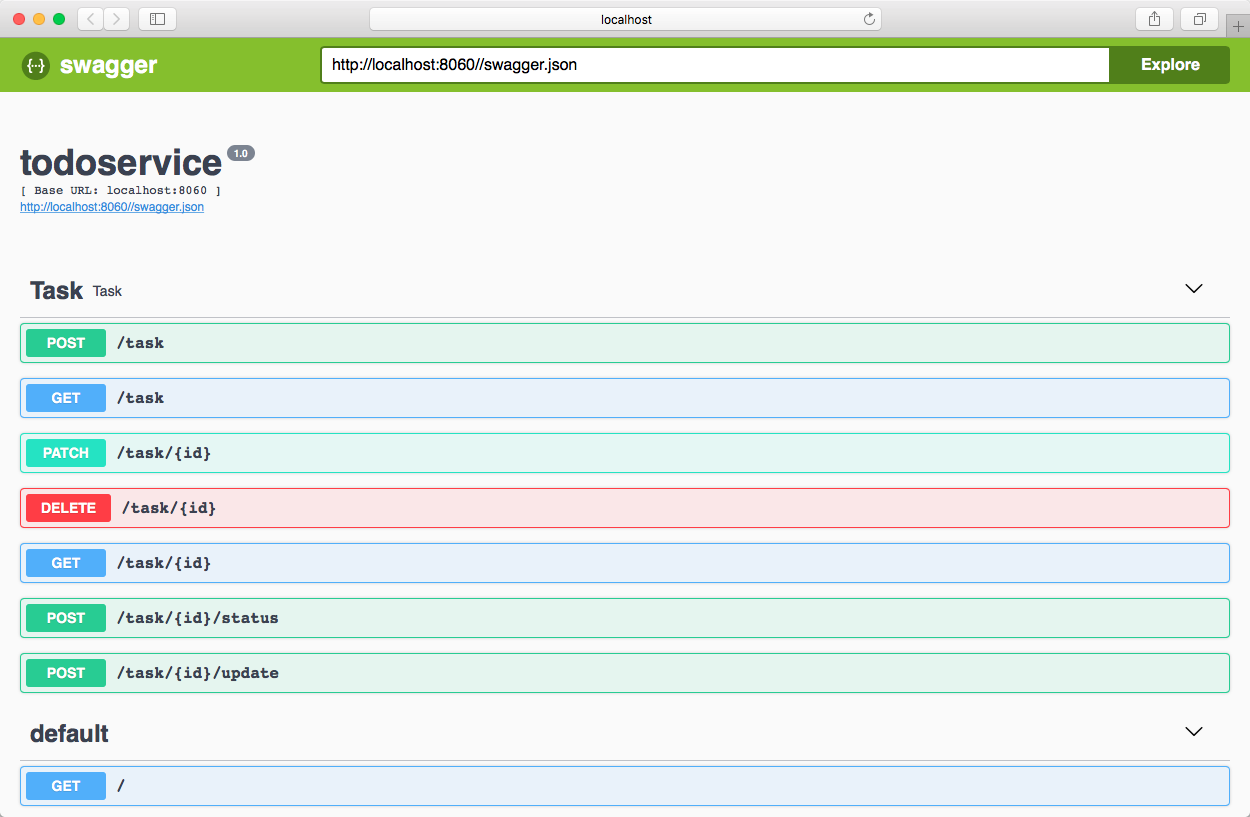 localhost
{···} swagger
http://localhost:8060//swagger.json
Explore
todoservice 1.0
[ Base URL: localhost:8060 ]
http://localhost:8060//swagger.json
Task Task
POST /task
GET /task
PATCH /task/{id}
DELETE /task/{id}
GET /task/{id}
POST /task/{id}/status
POST /task/{id}/update
default
GET /